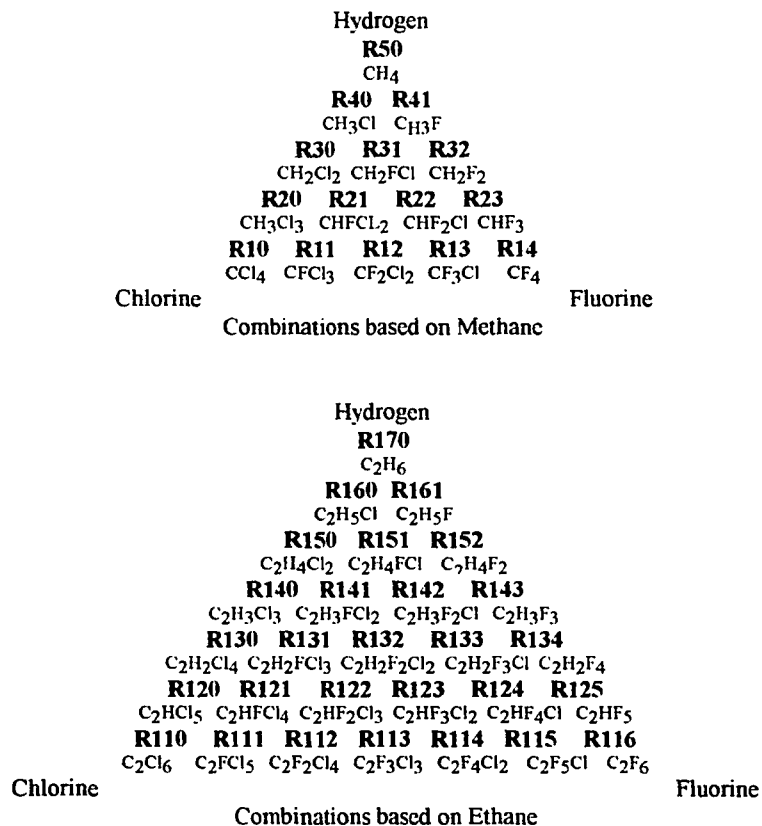 Hydrogen
R50
CH4
R40 R41
CH3Cl CH3F
R30 R31 R32
CH2Cl2 CH2FCl CH2F2
R20 R21 R22 R23
CH3Cl3 CHFCL2 CHF2Cl CHF3
R10 R11 R12 R13 R14
CCl4 CFCl3 CF2Cl2 CF3Cl CF4
Chlorine Fluorine
Combinations based on Methane
Hydrogen
R170
C2H6
R160 R161
C2H5Cl C2H5F
R150 R151 R152
C2H4Cl2 C2H4FCl C2H4F2
R140 R141 R142 R143
C2H3Cl3 C2H3FCl2 C2H3F2Cl C2H3F3
R130 R131 R132 R133 R134
C2H2Cl4 C2H2FCl3 C2H2F2Cl2 C2H2F3Cl C2H2F4
R120 R121 R122 R123 R124 R125
C2HCl5 C2HFCl4 C2HF2Cl3 C2HF3Cl2 C2HF4Cl C2HF5
R110 R111 R112 R113 R114 R115 R116
C2Cl6 C2FCl5 C2F2Cl4 C2F3Cl3 C2F4Cl2 C2F5Cl C2F6
Chlorine Fluorine
Combinations based on Ethane